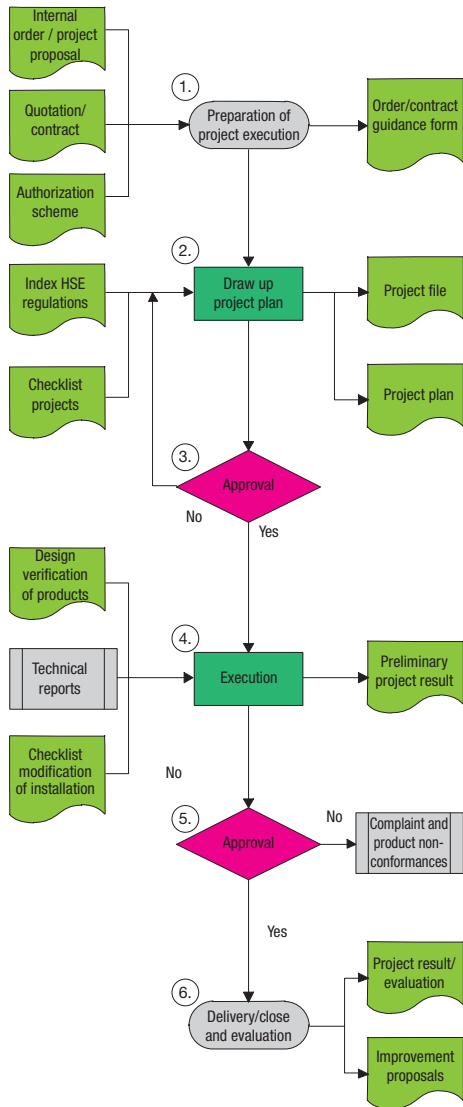 Internal
order / project
proposal
1.
Quotation/
contract
Preparation of
project execution
Order/contract
guidance form
Authorization
scheme
2.
Index HSE
regulations
Draw up
project plan
Project file
Checklist
projects
Project plan
3.
Approval
No
Yes
Design
verification
of products
4.
Technical
reports
Execution
Preliminary
project result
Checklist
modification
of installation
No
5.
Approval
No
Complaint and
product non-
conformances
Yes
6.
Project result/
evaluation
Delivery/close
and evaluation
Improvement
proposals